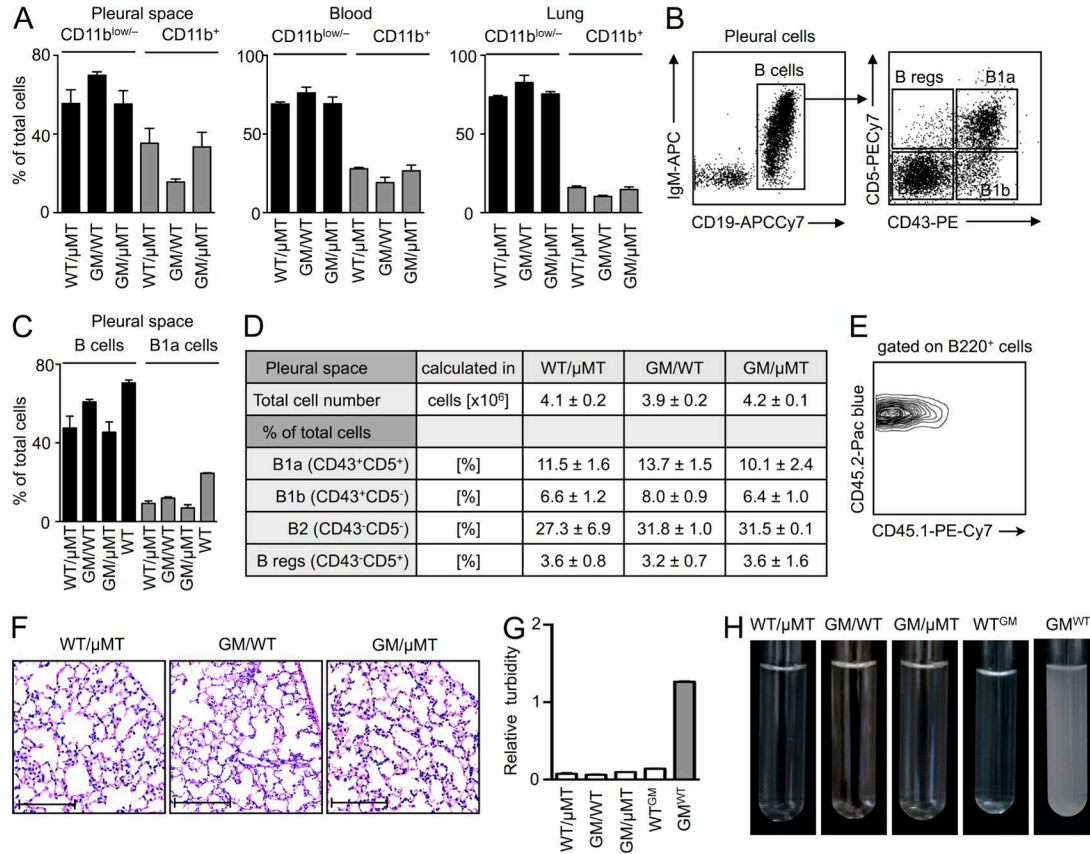 A
Pleural space
Blood
Lung
CD11b^low/– CD11b⁺
CD11b^low/– CD11b⁺
CD11b^low/– CD11b⁺
% of total cells
80
40
0
100
50
0
100
50
0
WT/µMT
GM/WT
GM/µMT
WT/µMT
GM/WT
GM/µMT
WT/µMT
GM/WT
GM/µMT
WT/µMT
GM/WT
GM/µMT
WT/µMT
GM/WT
GM/µMT
WT/µMT
GM/WT
GM/µMT
B
Pleural cells
B cells
IgM-APC
CD19-APCCy7
B regs B1a
B1b
CD5-PECy7
CD43-PE
C
Pleural space
B cells B1a cells
% of total cells
80
40
0
WT/µMT
GM/WT
GM/µMT
WT
WT/µMT
GM/WT
GM/µMT
WT
D
Pleural space calculated in WT/µMT GM/WT GM/µMT
Total cell number cells [x10⁶] 4.1 ± 0.2 3.9 ± 0.2 4.2 ± 0.1
% of total cells
B1a (CD43⁺CD5⁺) [%] 11.5 ± 1.6 13.7 ± 1.5 10.1 ± 2.4
B1b (CD43⁺CD5⁻) [%] 6.6 ± 1.2 8.0 ± 0.9 6.4 ± 1.0
B2 (CD43⁻CD5⁻) [%] 27.3 ± 6.9 31.8 ± 1.0 31.5 ± 0.1
B regs (CD43⁻CD5⁺) [%] 3.6 ± 0.8 3.2 ± 0.7 3.6 ± 1.6
E
gated on B220⁺ cells
CD45.2-Pac blue
CD45.1-PE-Cy7
F
WT/µMT
GM/WT
GM/µMT
G
Relative turbidity
2
1
0
WT/µMT
GM/WT
GM/µMT
WT^GM
GM^WT
H
WT/µMT GM/WT GM/µMT WT^GM GM^WT